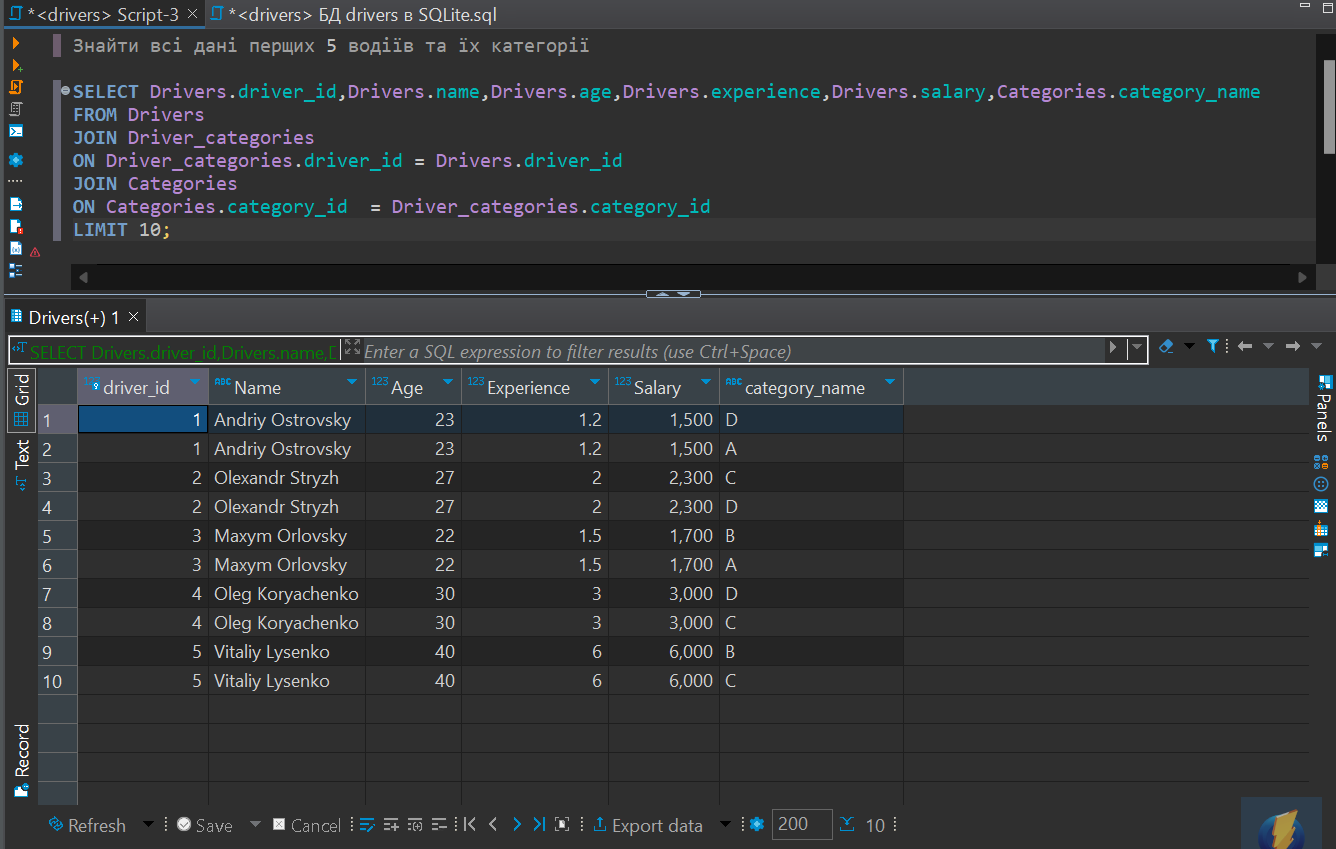 *<drivers> Script-3 *<drivers> БД drivers в SQLite.sql
Знайти всі дані перщих 5 водіїв та їх категорії
SELECT Drivers.driver_id,Drivers.name,Drivers.age,Drivers.experience,Drivers.salary,Categories.category_name
FROM Drivers
JOIN Driver_categories
ON Driver_categories.driver_id = Drivers.driver_id
JOIN Categories
ON Categories.category_id  = Driver_categories.category_id
LIMIT 10;
Drivers(+) 1
SELECT Drivers.driver_id,Drivers.name,D Enter a SQL expression to filter results (use Ctrl+Space)
Grid
Text
Record
Panels
123 driver_id ABC Name 123 Age 123 Experience 123 Salary ABC category_name
1 1 Andriy Ostrovsky 23 1.2 1,500 D
2 1 Andriy Ostrovsky 23 1.2 1,500 A
3 2 Olexandr Stryzh 27 2 2,300 C
4 2 Olexandr Stryzh 27 2 2,300 D
5 3 Maxym Orlovsky 22 1.5 1,700 B
6 3 Maxym Orlovsky 22 1.5 1,700 A
7 4 Oleg Koryachenko 30 3 3,000 D
8 4 Oleg Koryachenko 30 3 3,000 C
9 5 Vitaliy Lysenko 40 6 6,000 B
10 5 Vitaliy Lysenko 40 6 6,000 C
Refresh Save Cancel Export data 200 10